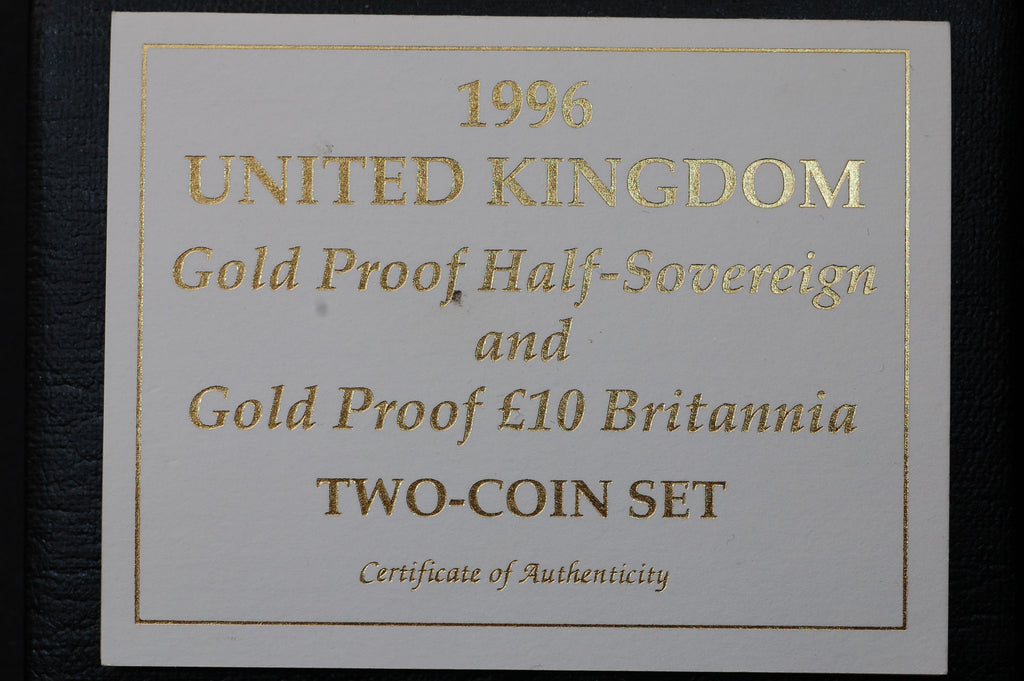 1996
UNITED KINGDOM
Gold Proof Half-Sovereign
and
Gold Proof £10 Britannia
TWO-COIN SET
Certificate of Authenticity